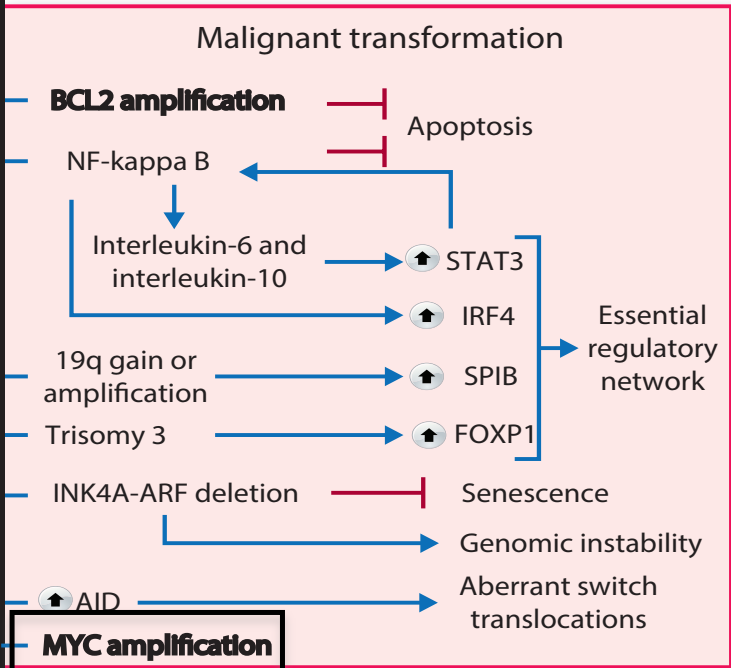 Malignant transformation
BCL2 amplification
Apoptosis
NF-kappa B
Interleukin-6 and
interleukin-10
STAT3
IRF4
Essential
regulatory
network
19q gain or
amplification
SPIB
Trisomy 3
FOXP1
INK4A-ARF deletion
Senescence
Genomic instability
AID
Aberrant switch
translocations
MYC amplification